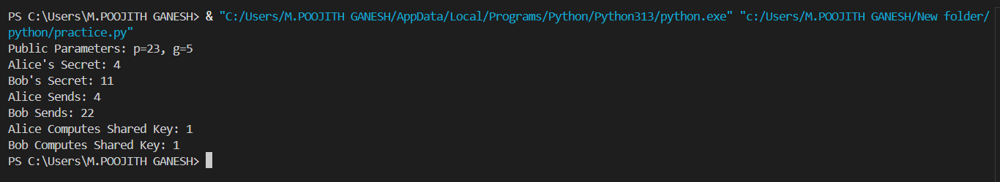 PS C:\Users\M.POOJITH GANESH> & "C:/Users/M.POOJITH GANESH/AppData/Local/Programs/Python/Python313/python.exe" "c:/Users/M.POOJITH GANESH/New folder/
python/practice.py"
Public Parameters: p=23, g=5
Alice's Secret: 4
Bob's Secret: 11
Alice Sends: 4
Bob Sends: 22
Alice Computes Shared Key: 1
Bob Computes Shared Key: 1
PS C:\Users\M.POOJITH GANESH>